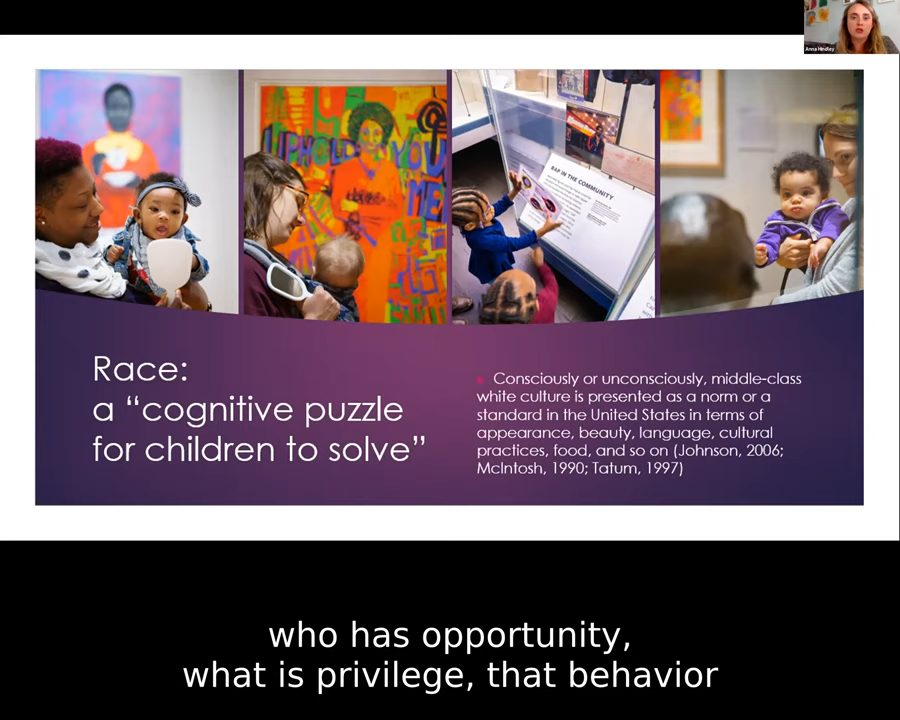 Anna Hindley
UPHOLD YOUR
MEN
RAP IN THE COMMUNITY
Race:
a “cognitive puzzle
for children to solve”
Consciously or unconsciously, middle-class
white culture is presented as a norm or a
standard in the United States in terms of
appearance, beauty, language, cultural
practices, food, and so on (Johnson, 2006;
McIntosh, 1990; Tatum, 1997)
who has opportunity,
what is privilege, that behavior